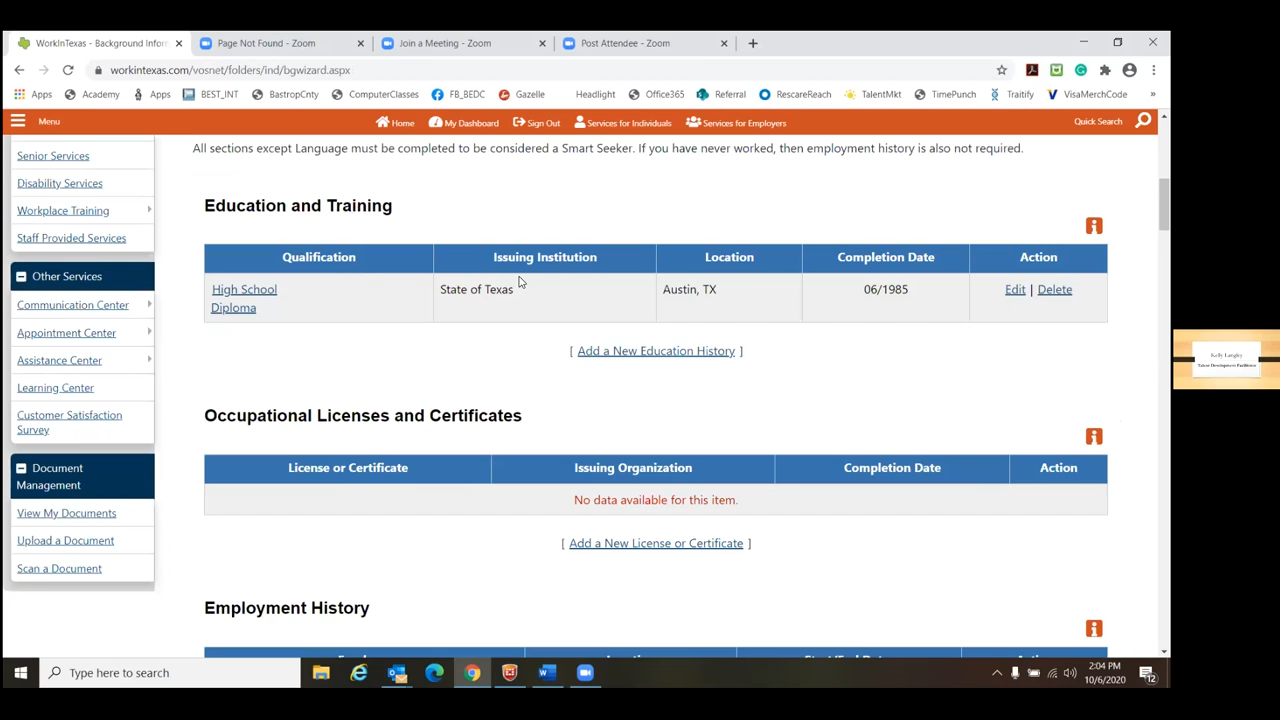 WorkInTexas - Background Infor
Page Not Found - Zoom
Join a Meeting - Zoom
Post Attendee - Zoom
workintexas.com/vosnet/folders/ind/bgwizard.aspx
Apps Academy Apps BEST_INT BastropCnty ComputerClasses FB_BEDC Gazelle Headlight Office365 Referral RescareReach TalentMkt TimePunch Traitify VisaMerchCode »
Menu Home My Dashboard Sign Out Services for Individuals Services for Employers Quick Search
Senior Services
Disability Services
Workplace Training
Staff Provided Services
Other Services
Communication Center
Appointment Center
Assistance Center
Learning Center
Customer Satisfaction
Survey
Document
Management
View My Documents
Upload a Document
Scan a Document
All sections except Language must be completed to be considered a Smart Seeker. If you have never worked, then employment history is also not required.
Education and Training
Qualification Issuing Institution Location Completion Date Action
High School
Diploma
State of Texas Austin, TX 06/1985 Edit | Delete
[ Add a New Education History ]
Occupational Licenses and Certificates
License or Certificate Issuing Organization Completion Date Action
No data available for this item.
[ Add a New License or Certificate ]
Employment History
Kelly Langley
Talent Development Facilitator
Type here to search
2:04 PM
10/6/2020
12